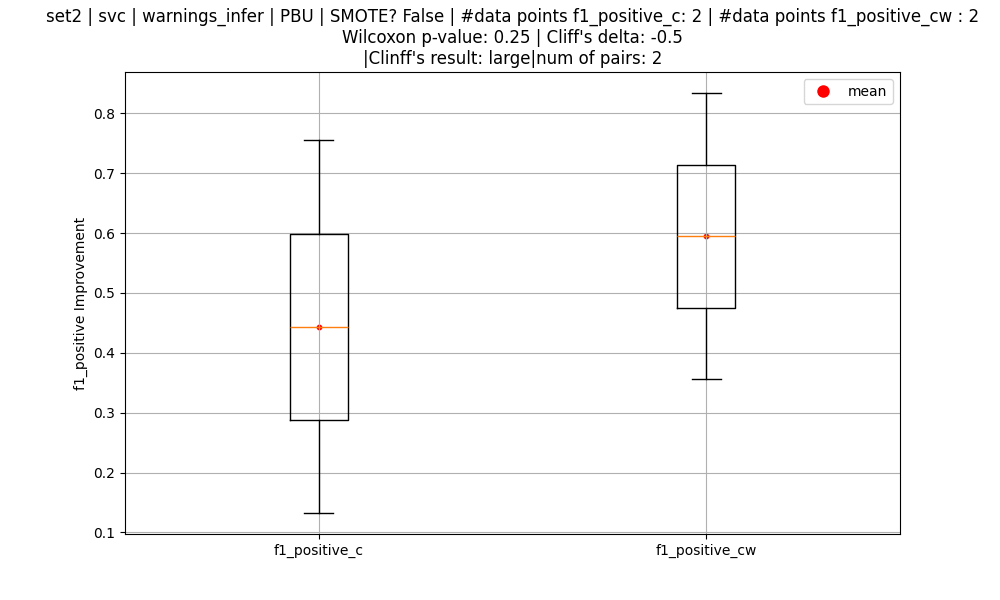 set2 | svc | warnings_infer | PBU | SMOTE? False | #data points f1_positive_c: 2 | #data points f1_positive_cw : 2
Wilcoxon p-value: 0.25 | Cliff's delta: -0.5
|Clinff's result: large|num of pairs: 2
mean
0.8
0.7
0.6
0.5
0.4
0.3
0.2
0.1
f1_positive Improvement
f1_positive_c
f1_positive_cw